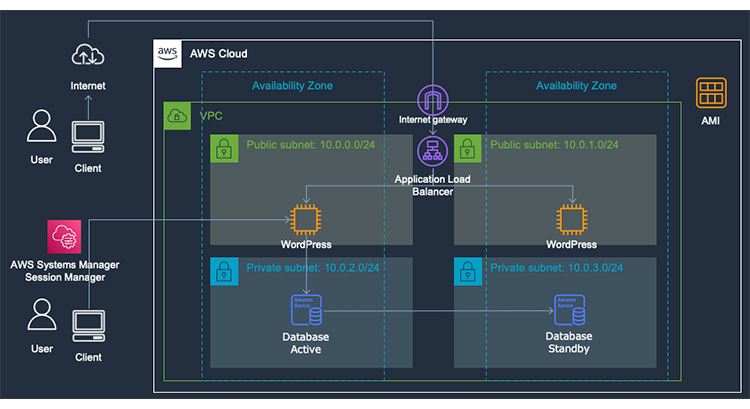 aws
AWS Cloud
Internet
Availability Zone
Availability Zone
AMI
VPC
Internet gateway
User
Client
Public subnet: 10.0.0.0/24
Public subnet: 10.0.1.0/24
Application Load
Balancer
WordPress
WordPress
AWS Systems Manager
Session Manager
Private subnet: 10.0.2.0/24
Private subnet: 10.0.3.0/24
Amazon
Aurora
Amazon
Aurora
User
Client
Database
Active
Database
Standby